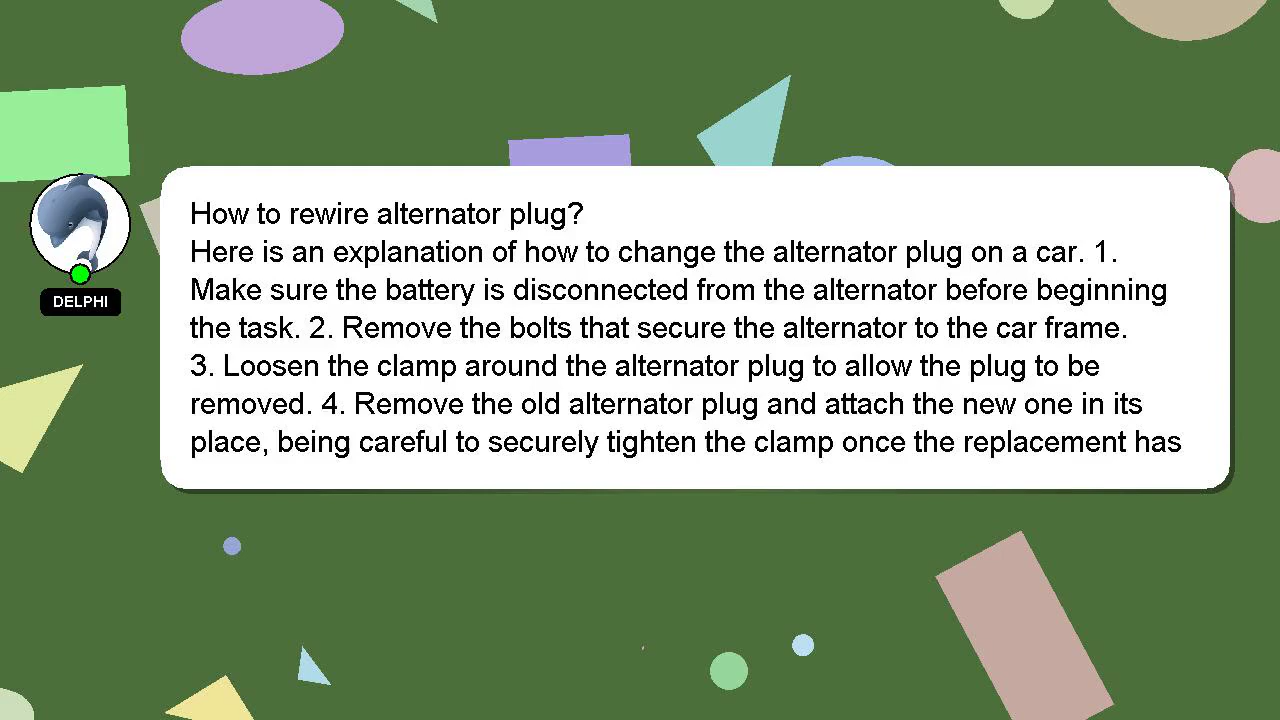 How to rewire alternator plug?
Here is an explanation of how to change the alternator plug on a car. 1.
Make sure the battery is disconnected from the alternator before beginning
the task. 2. Remove the bolts that secure the alternator to the car frame.
3. Loosen the clamp around the alternator plug to allow the plug to be
removed. 4. Remove the old alternator plug and attach the new one in its
place, being careful to securely tighten the clamp once the replacement has
DELPHI